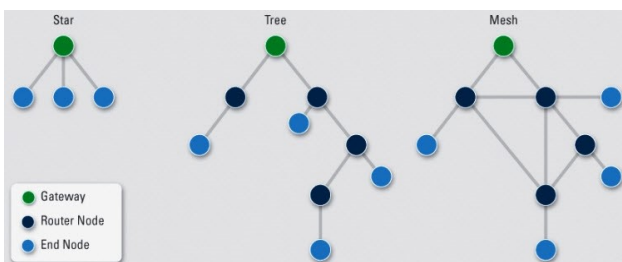 Star
Tree
Mesh
Gateway
Router Node
End Node